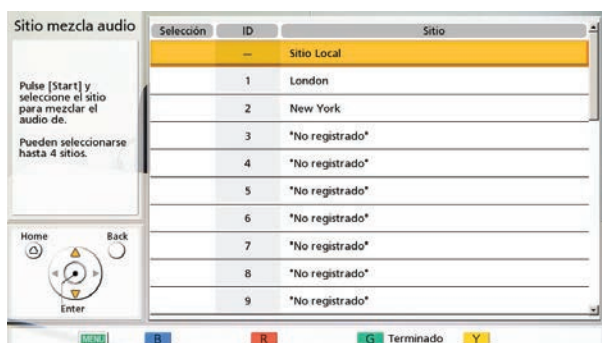 Sitio mezcla audio
Selección ID Sitio
— Sitio Local
1 London
2 New York
3 *No registrado*
4 *No registrado*
5 *No registrado*
6 *No registrado*
7 *No registrado*
8 *No registrado*
9 *No registrado*
Pulse [Start] y
seleccione el sitio
para mezclar el
audio de.
Pueden seleccionarse
hasta 4 sitios.
Home Back
Enter
MENU B R G Terminado Y